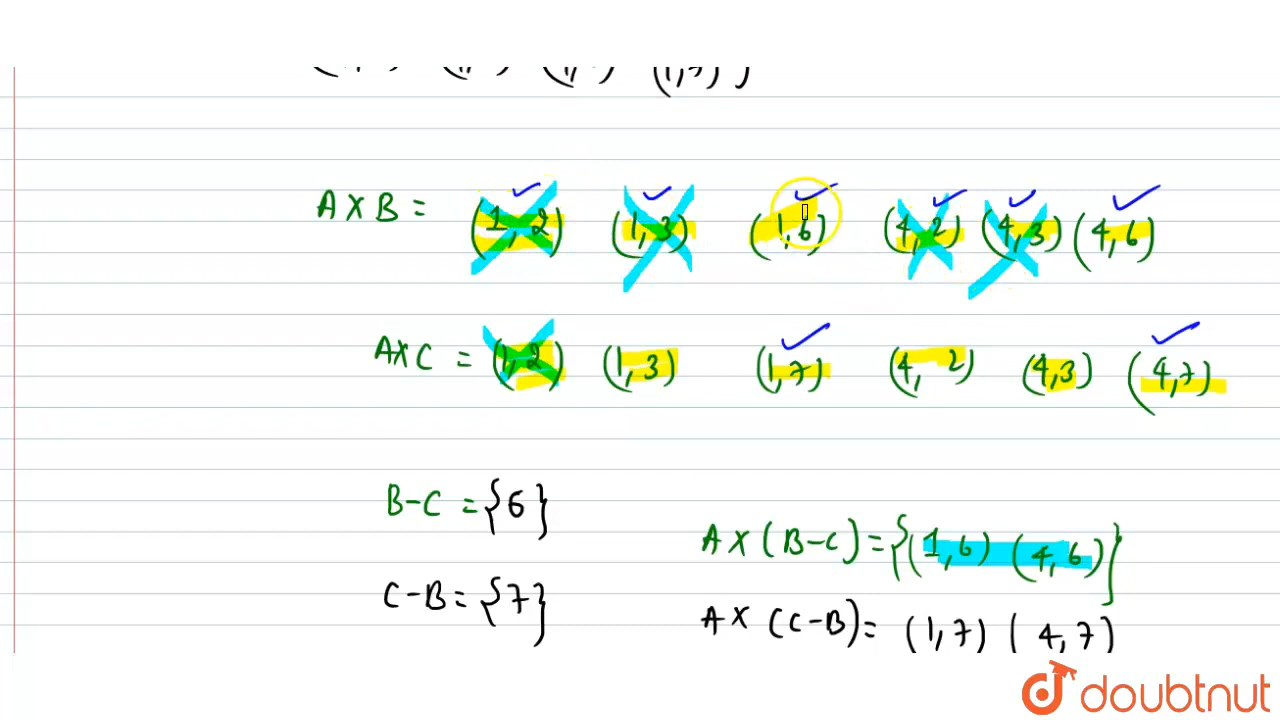 A X B = (1, 2) (1, 3) (1, 6) (4, 2) (4, 3) (4, 6)
A X C = (1, 2) (1, 3) (1, 7) (4, 2) (4, 3) (4, 7)
B-C = {6}
A X (B-C) = {(1, 6) (4, 6)}
C-B = {7}
A X (C-B) = (1, 7) (4, 7)
doubtnut